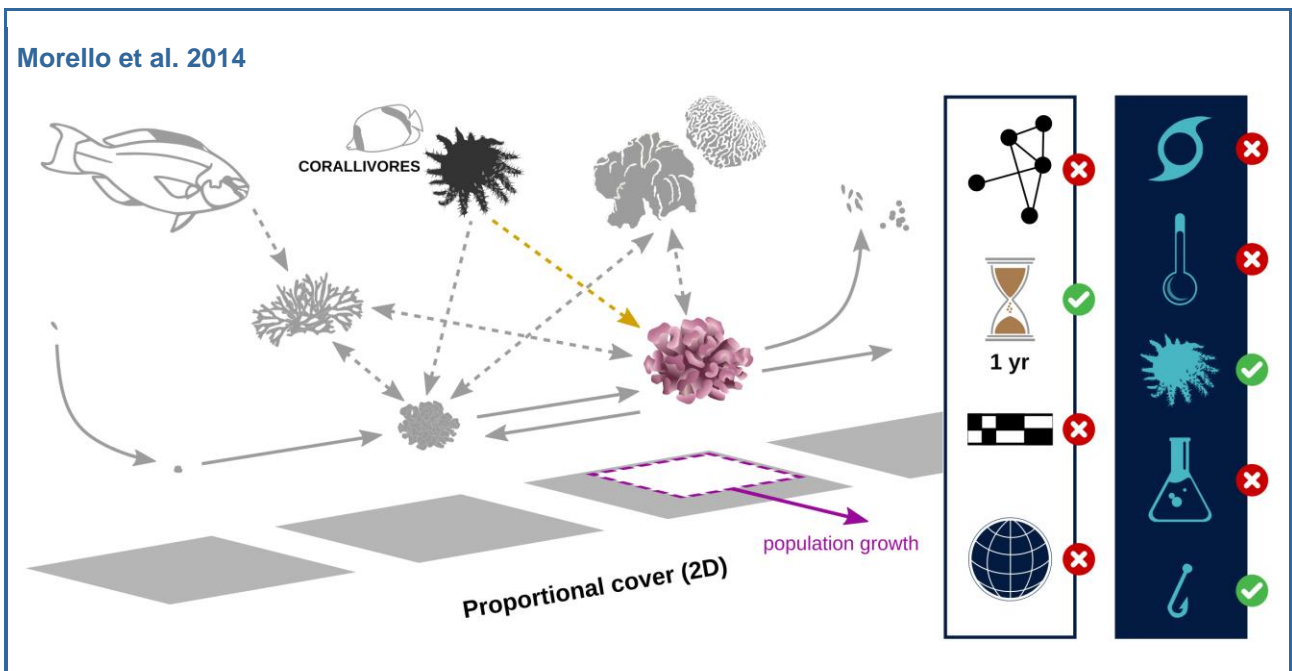 Morello et al. 2014
CORALLIVORES
1 yr
population growth
Proportional cover (2D)